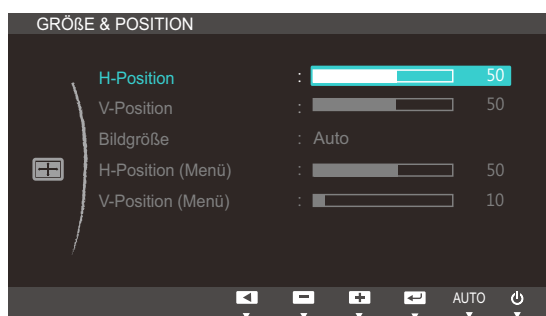 GRÖßE & POSITION
H-Position : 50
V-Position : 50
Bildgröße : Auto
H-Position (Menü) : 50
V-Position (Menü) : 10
AUTO